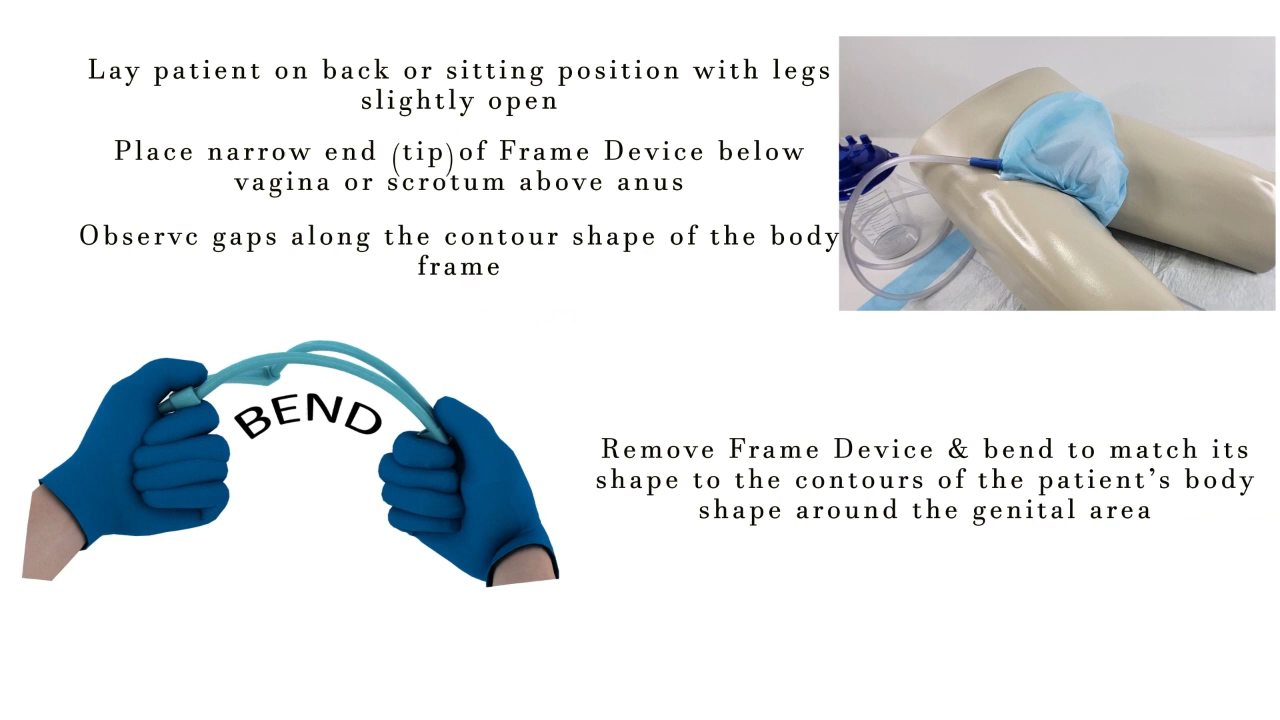 Lay patient on back or sitting position with legs
slightly open
Place narrow end (tip) of Frame Device below
vagina or scrotum above anus
Observc gaps along the contour shape of the body
frame
BEND
Remove Frame Device & bend to match its
shape to the contours of the patient’s body
shape around the genital area